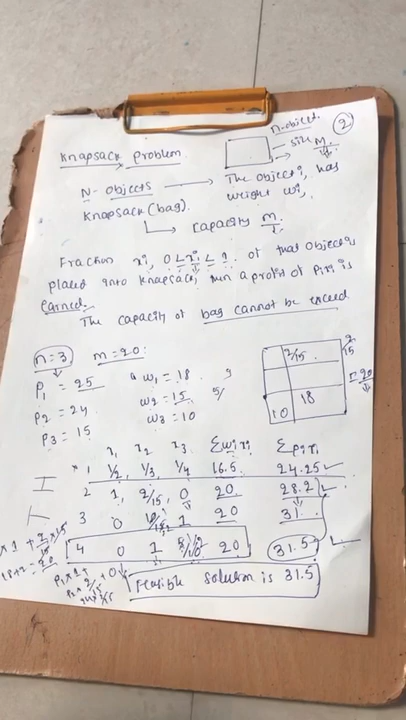 n-object. 2
Knapsack problem. size M.
N-objects → The object i, has
Knapsack (bag). weight wi,
↳ capacity m.
Fraction xi, 0 ≤ xi ≤ 1. of that object is
placed into knapsack, then a profit of pixi is
Earned.
The capacity of bag cannot be exceed
n=3 m=20:
P1 = 25 w1 = 18
P2 = 24 w2 = 15
P3 = 15 w3 = 10
2/15
18
10
x1 x2 x3 Σwixi Σpixi
1 1/2, 1/3, 1/4 16.5 24.25
2 1, 2/15, 0 20 28.2
3 0 1 20 31
4 0 1 20 31.5
Feasible solution is 31.5